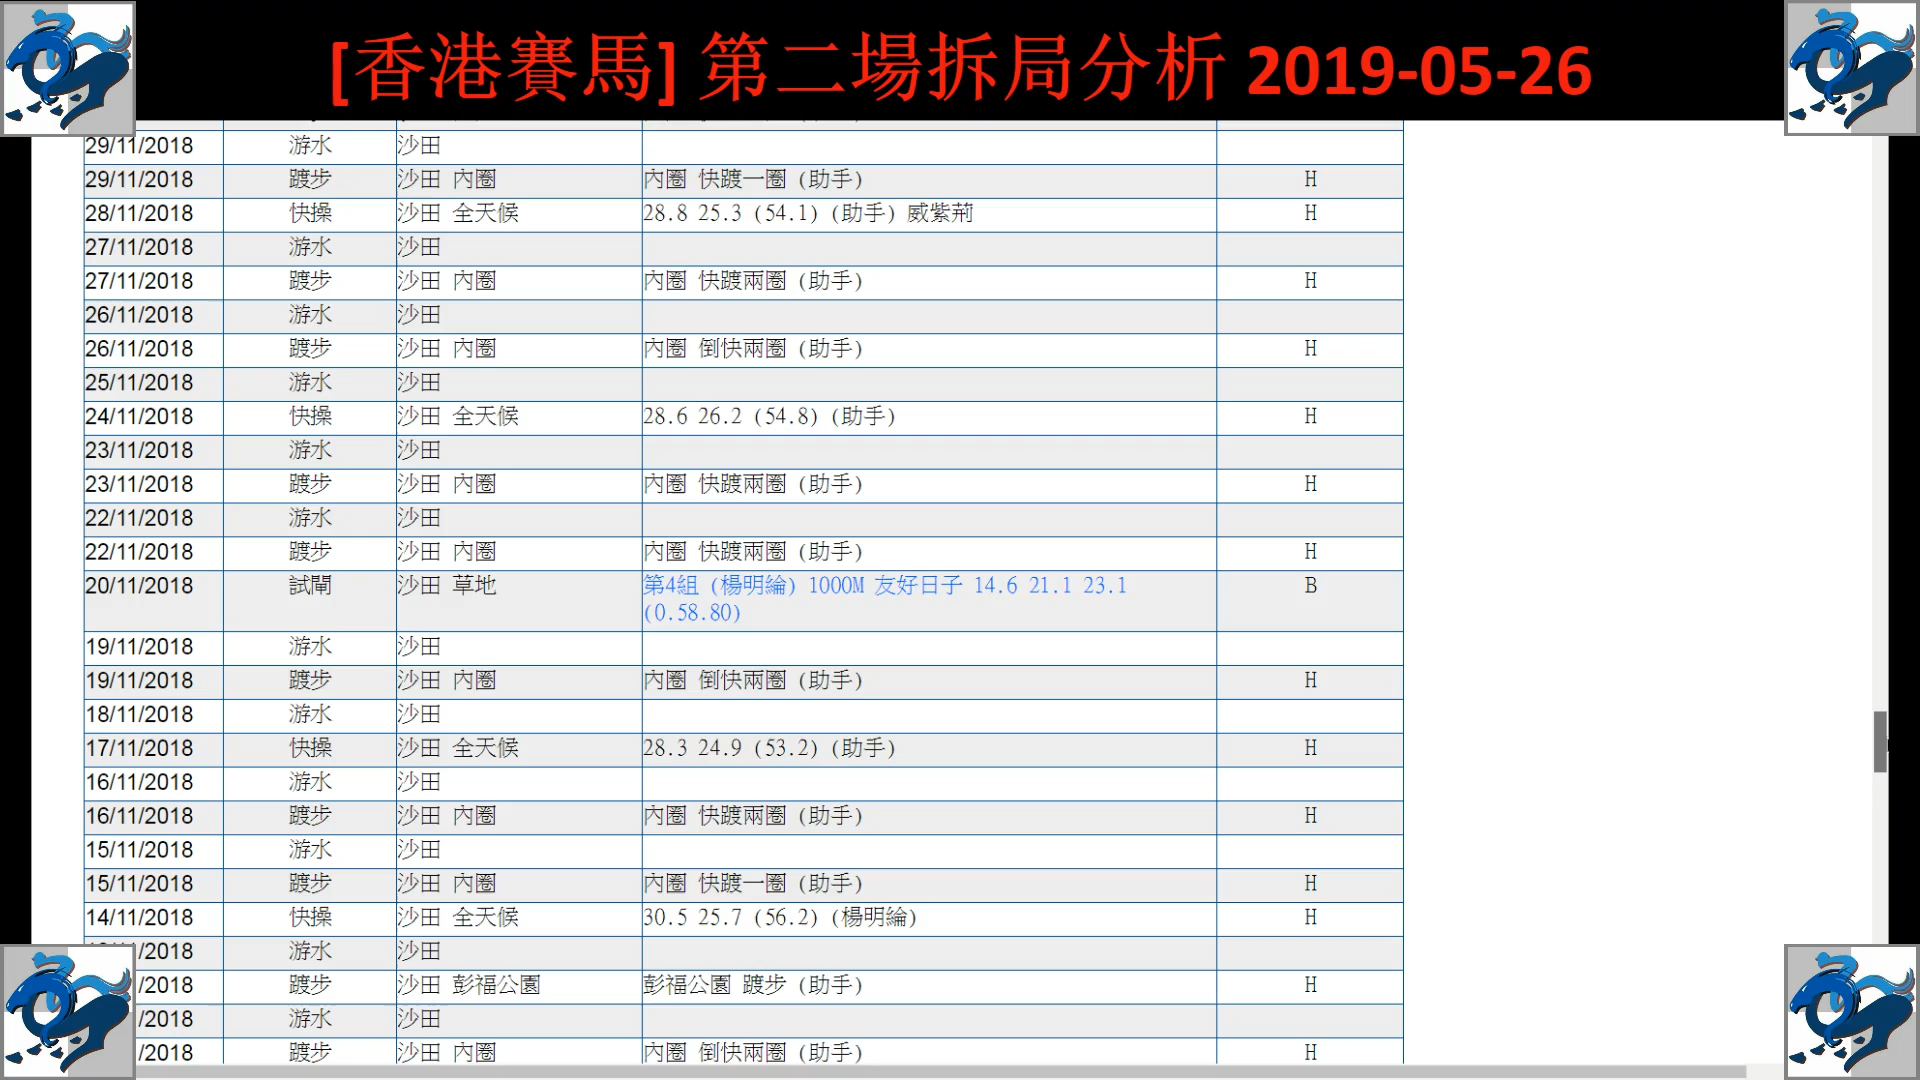 [香港賽馬] 第二場拆局分析 2019-05-26
29/11/2018 游水 沙田
29/11/2018 踱步 沙田 內圈 內圈 快踱一圈 (助手) H
28/11/2018 快操 沙田 全天候 28.8 25.3 (54.1) (助手) 威紫荊 H
27/11/2018 游水 沙田
27/11/2018 踱步 沙田 內圈 內圈 快踱兩圈 (助手) H
26/11/2018 游水 沙田
26/11/2018 踱步 沙田 內圈 內圈 倒快兩圈 (助手) H
25/11/2018 游水 沙田
24/11/2018 快操 沙田 全天候 28.6 26.2 (54.8) (助手) H
23/11/2018 游水 沙田
23/11/2018 踱步 沙田 內圈 內圈 快踱兩圈 (助手) H
22/11/2018 游水 沙田
22/11/2018 踱步 沙田 內圈 內圈 快踱兩圈 (助手) H
20/11/2018 試閘 沙田 草地 第4組 (楊明綸) 1000M 友好日子 14.6 21.1 23.1 B
(0.58.80)
19/11/2018 游水 沙田
19/11/2018 踱步 沙田 內圈 內圈 倒快兩圈 (助手) H
18/11/2018 游水 沙田
17/11/2018 快操 沙田 全天候 28.3 24.9 (53.2) (助手) H
16/11/2018 游水 沙田
16/11/2018 踱步 沙田 內圈 內圈 快踱兩圈 (助手) H
15/11/2018 游水 沙田
15/11/2018 踱步 沙田 內圈 內圈 快踱一圈 (助手) H
14/11/2018 快操 沙田 全天候 30.5 25.7 (56.2) (楊明綸) H
游水 沙田
/2018 踱步 沙田 彭福公園 彭福公園 踱步 (助手) H
/2018 游水 沙田
/2018 踱步 沙田 內圈 內圈 倒快兩圈 (助手) H